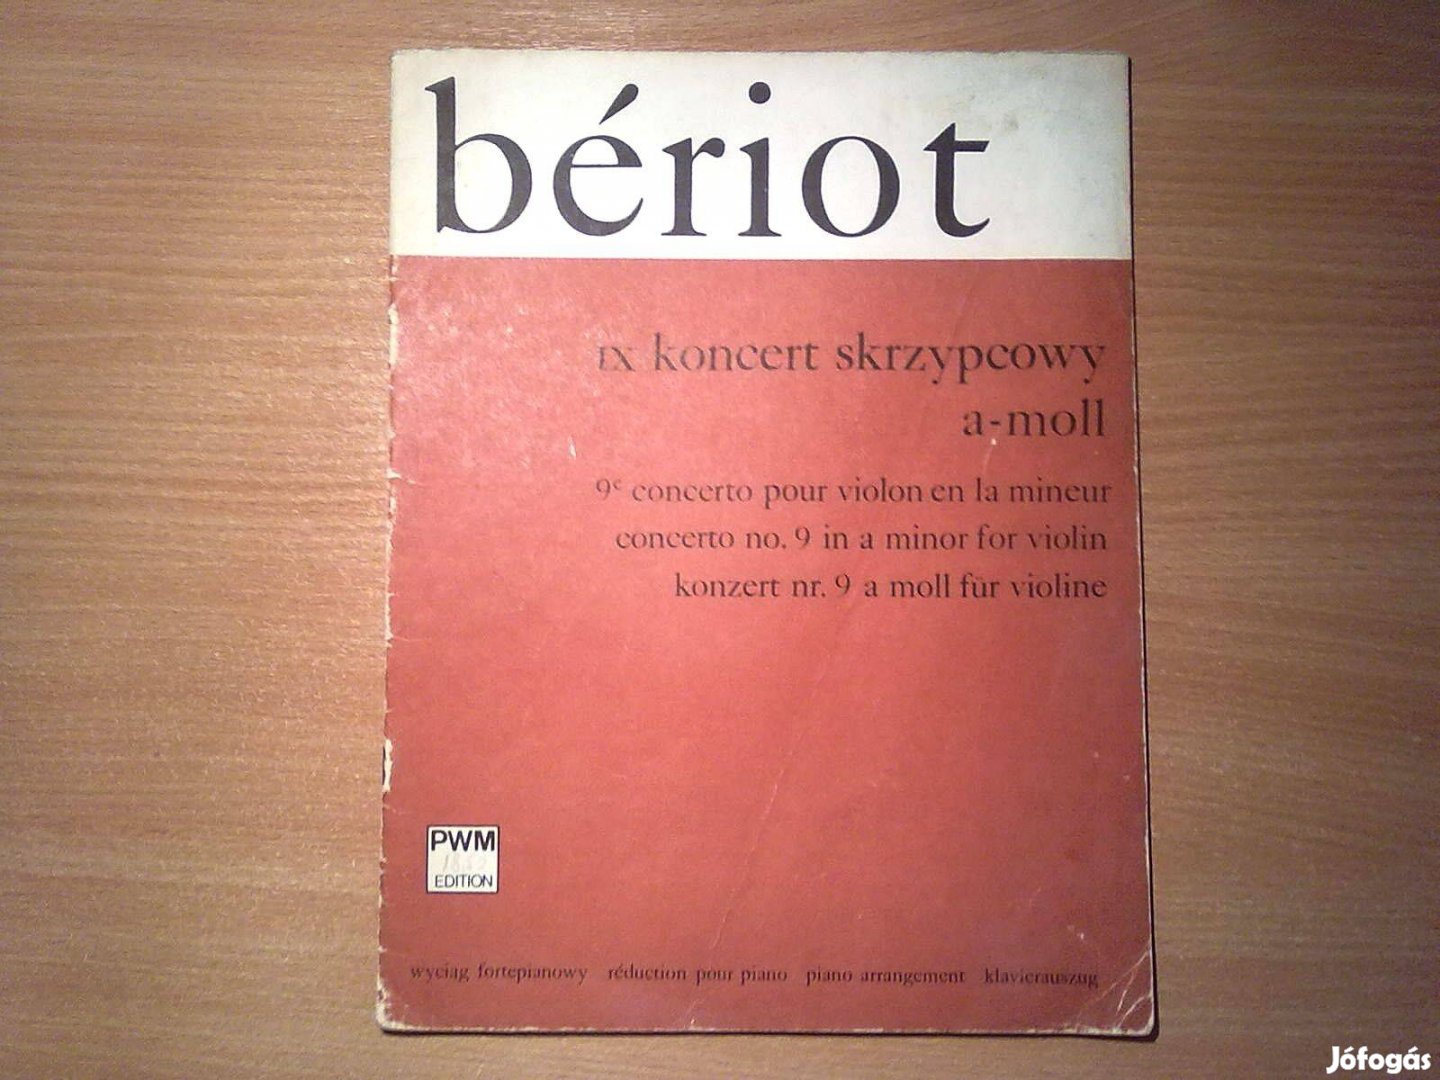 bériot
IX koncert skrzypcowy
a-moll
9e concerto pour violon en la mineur
concerto no. 9 in a minor for violin
konzert nr. 9 a moll für violine
PWM
EDITION
wyciąg fortepianowy réduction pour piano piano arrangement klavierauszug
Jófogás